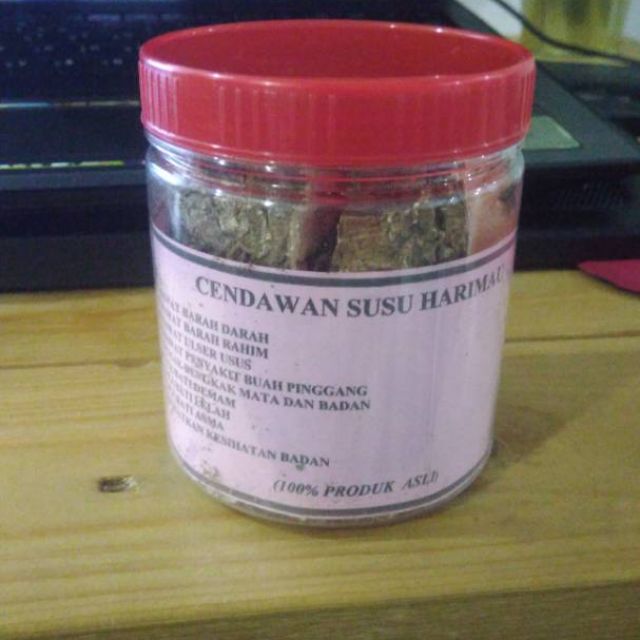 CENDAWAN SUSU HARIMAU
BARAH DARAH
BARAH RAHIM
ULSER USUS
PENYAKIT BUAH PINGGANG
BENGKAK MATA DAN BADAN
DEMAM
LELAH
ASMA
KESIHATAN BADAN
(100% PRODUK ASLI)